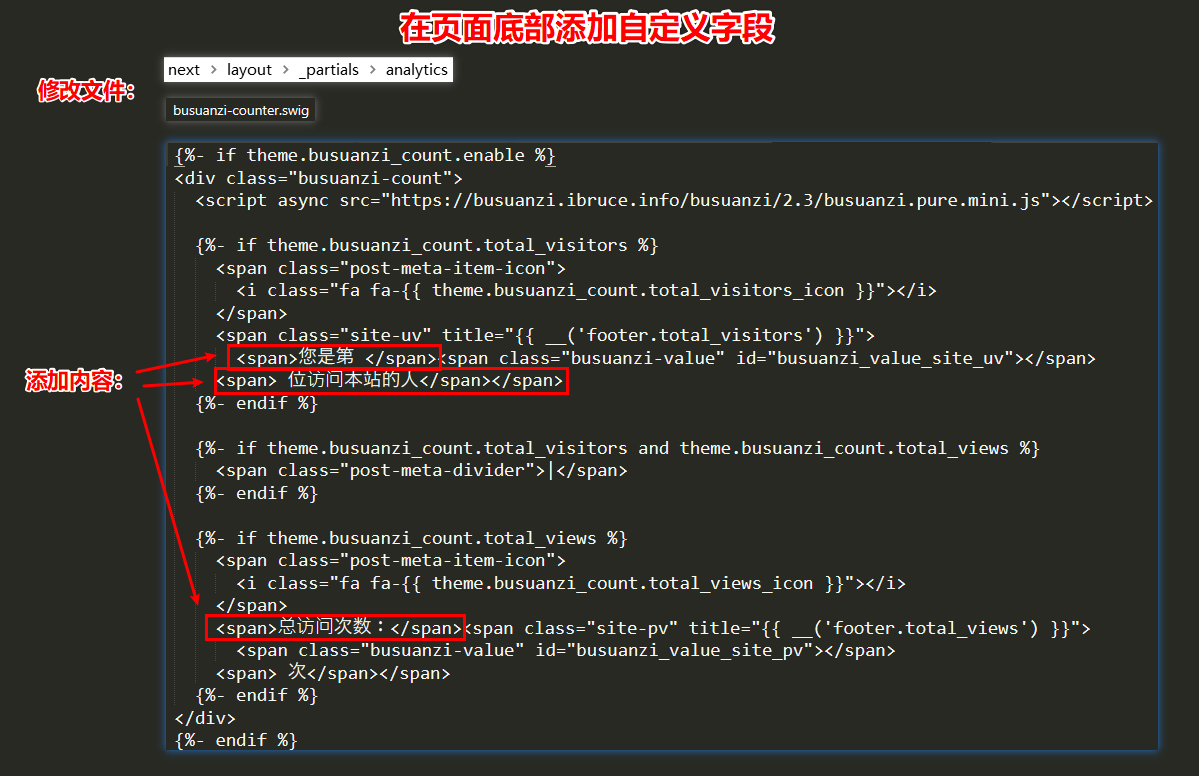 在页面底部添加自定义字段
修改文件:
next > layout > _partials > analytics
busuanzi-counter.swig
{%- if theme.busuanzi_count.enable %}
<div class="busuanzi-count">
  <script async src="https://busuanzi.ibruce.info/busuanzi/2.3/busuanzi.pure.mini.js"></script>
  {%- if theme.busuanzi_count.total_visitors %}
    <span class="post-meta-item-icon">
      <i class="fa fa-{{ theme.busuanzi_count.total_visitors_icon }}"></i>
    </span>
    <span class="site-uv" title="{{ __('footer.total_visitors') }}">
      <span>您是第 </span><span class="busuanzi-value" id="busuanzi_value_site_uv"></span>
添加内容:
    <span> 位访问本站的人</span></span>
  {%- endif %}
  {%- if theme.busuanzi_count.total_visitors and theme.busuanzi_count.total_views %}
    <span class="post-meta-divider">|</span>
  {%- endif %}
  {%- if theme.busuanzi_count.total_views %}
    <span class="post-meta-item-icon">
      <i class="fa fa-{{ theme.busuanzi_count.total_views_icon }}"></i>
    </span>
    <span>总访问次数：</span><span class="site-pv" title="{{ __('footer.total_views') }}">
      <span class="busuanzi-value" id="busuanzi_value_site_pv"></span>
    <span> 次</span></span>
  {%- endif %}
</div>
{%- endif %}